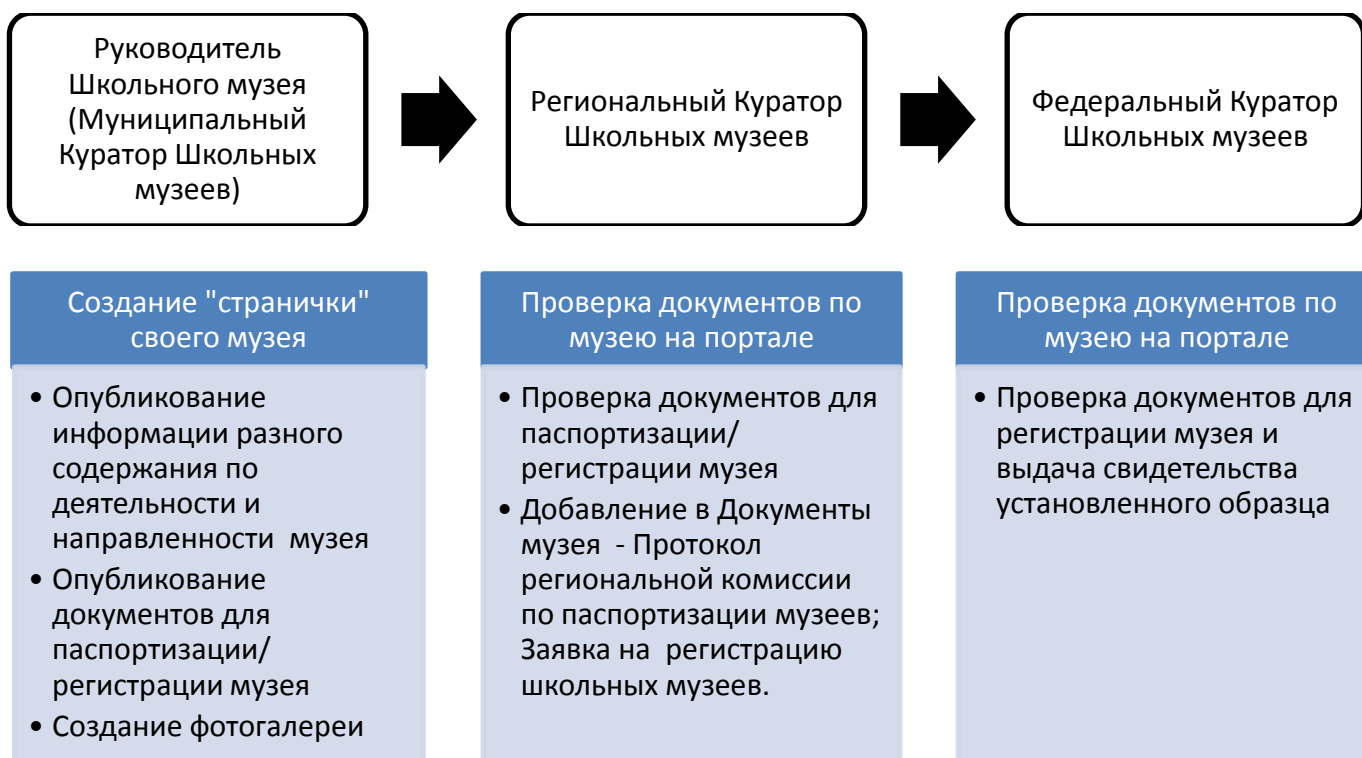 Руководитель
Школьного музея
(Муниципальный
Куратор Школьных
музеев)
Региональный Куратор
Школьных музеев
Федеральный Куратор
Школьных музеев
Создание "странички"
своего музея
• Опубликование
информации разного
содержания по
деятельности и
направленности музея
• Опубликование
документов для
паспортизации/
регистрации музея
• Создание фотогалереи
Проверка документов по
музею на портале
• Проверка документов для
паспортизации/
регистрации музея
• Добавление в Документы
музея - Протокол
региональной комиссии
по паспортизации музеев;
Заявка на регистрацию
школьных музеев.
Проверка документов по
музею на портале
• Проверка документов для
регистрации музея и
выдача свидетельства
установленного образца